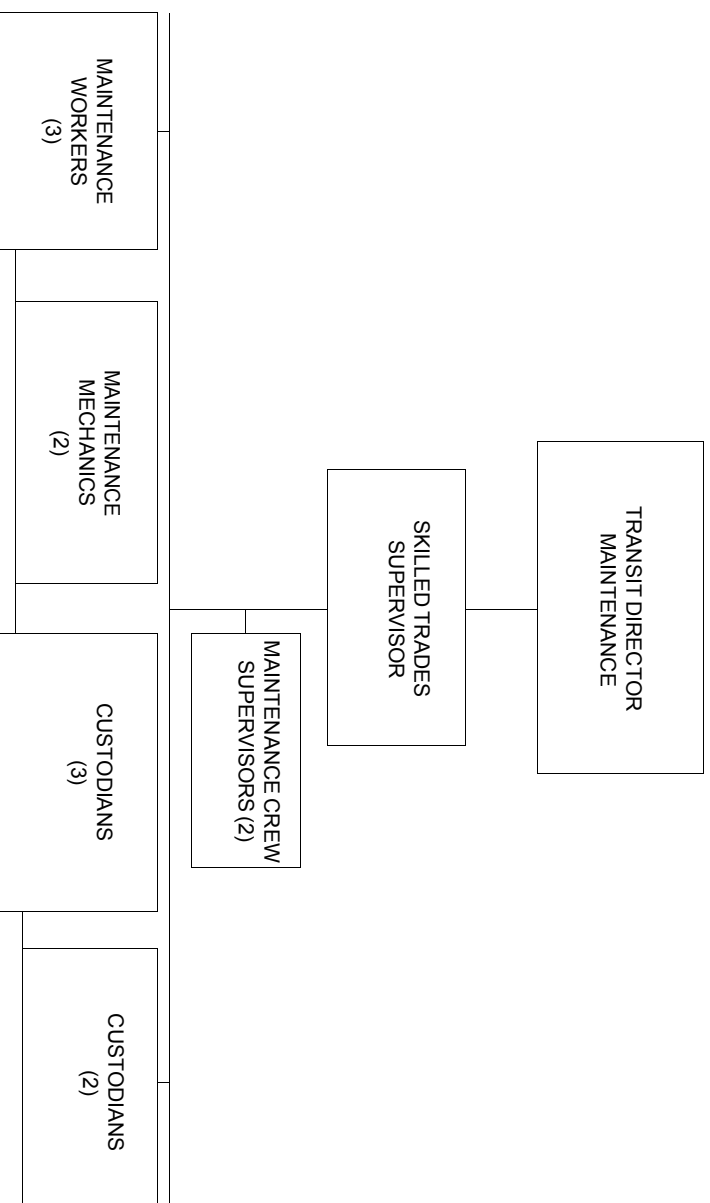 TRANSIT DIRECTOR
MAINTENANCE
SKILLED TRADES
SUPERVISOR
MAINTENANCE CREW
SUPERVISORS (2)
MAINTENANCE
WORKERS
(3)
MAINTENANCE
MECHANICS
(2)
CUSTODIANS
(3)
CUSTODIANS
(2)